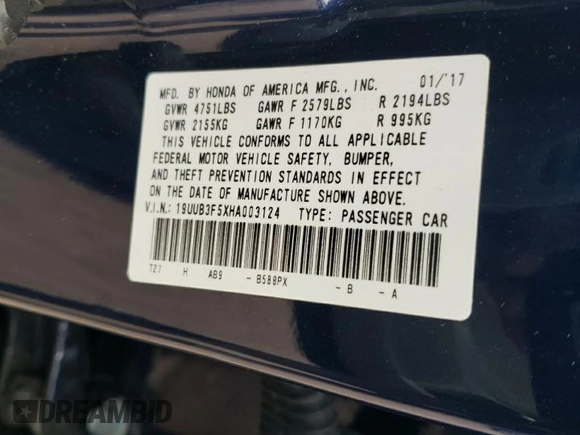 MFD. BY HONDA OF AMERICA MFG., INC. 01/'17
GVWR 4751LBS GAWR F 2579LBS R 2194LBS
GVWR 2155KG GAWR F 1170KG R 995KG
THIS VEHICLE CONFORMS TO ALL APPLICABLE
FEDERAL MOTOR VEHICLE SAFETY, BUMPER,
AND THEFT PREVENTION STANDARDS IN EFFECT
ON THE DATE OF MANUFACTURE SHOWN ABOVE.
V.I.N.: 19UUB3F5XHA003124 TYPE: PASSENGER CAR
TZ7 H AB9 - B588PX - B - A
DREAMBID